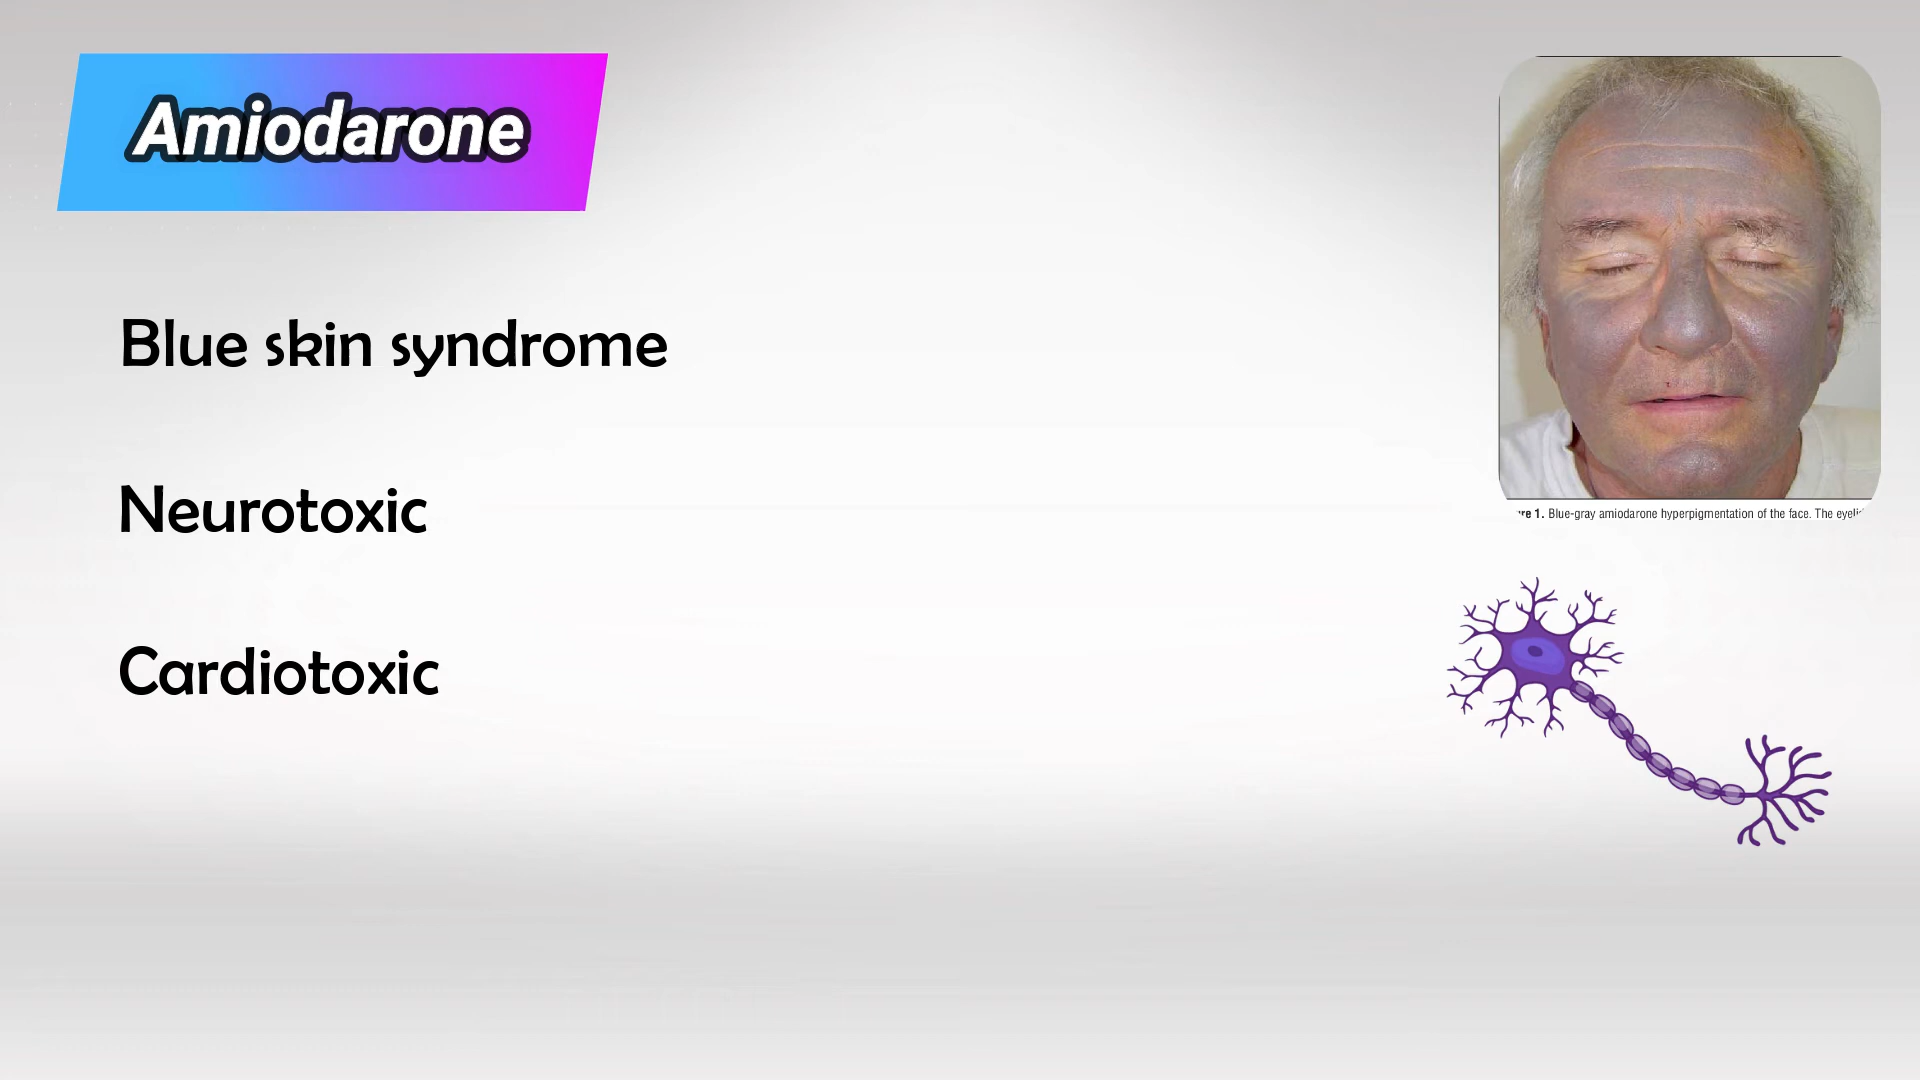 Amiodarone
Blue skin syndrome
Neurotoxic
Cardiotoxic
1. Blue-gray amiodarone hyperpigmentation of the face. The